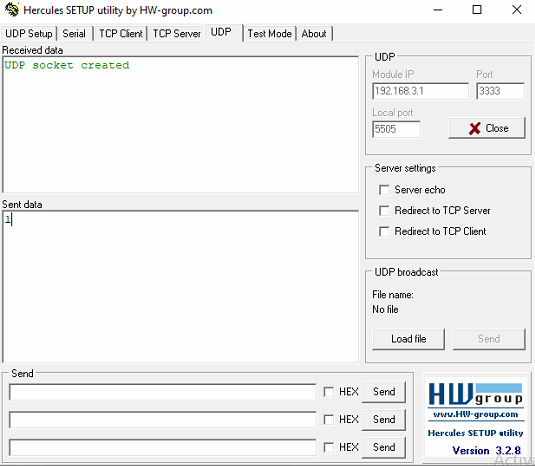 Hercules SETUP utility by HW-group.com
UDP Setup Serial TCP Client TCP Server UDP Test Mode About
Received data
UDP socket created
Sent data
1
UDP
Module IP Port
192.168.3.1 3333
Local port
5505 Close
Server settings
Server echo
Redirect to TCP Server
Redirect to TCP Client
UDP broadcast
File name:
No file
Load file Send
Send
HEX Send
HEX Send
HEX Send
HW group
www.HW-group.com
Hercules SETUP utility
Version 3.2.8